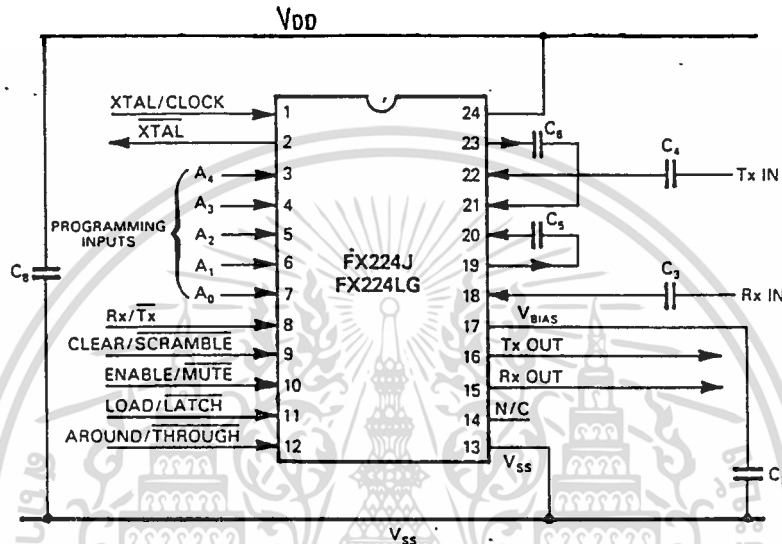 VDD
XTAL/CLOCK 1
XTAL 2
A4 3
A3 4
PROGRAMMING INPUTS
A2 5
A1 6
A0 7
Rx/Tx 8
CLEAR/SCRAMBLE 9
ENABLE/MUTE 10
LOAD/LATCH 11
AROUND/THROUGH 12
FX224J
FX224LG
24
23 C6
22 C4 Tx IN
21
20 C5
19
18 C3 Rx IN
17 VBIAS
16 Tx OUT
15 Rx OUT
14 N/C
13 VSS
C8
C
VSS